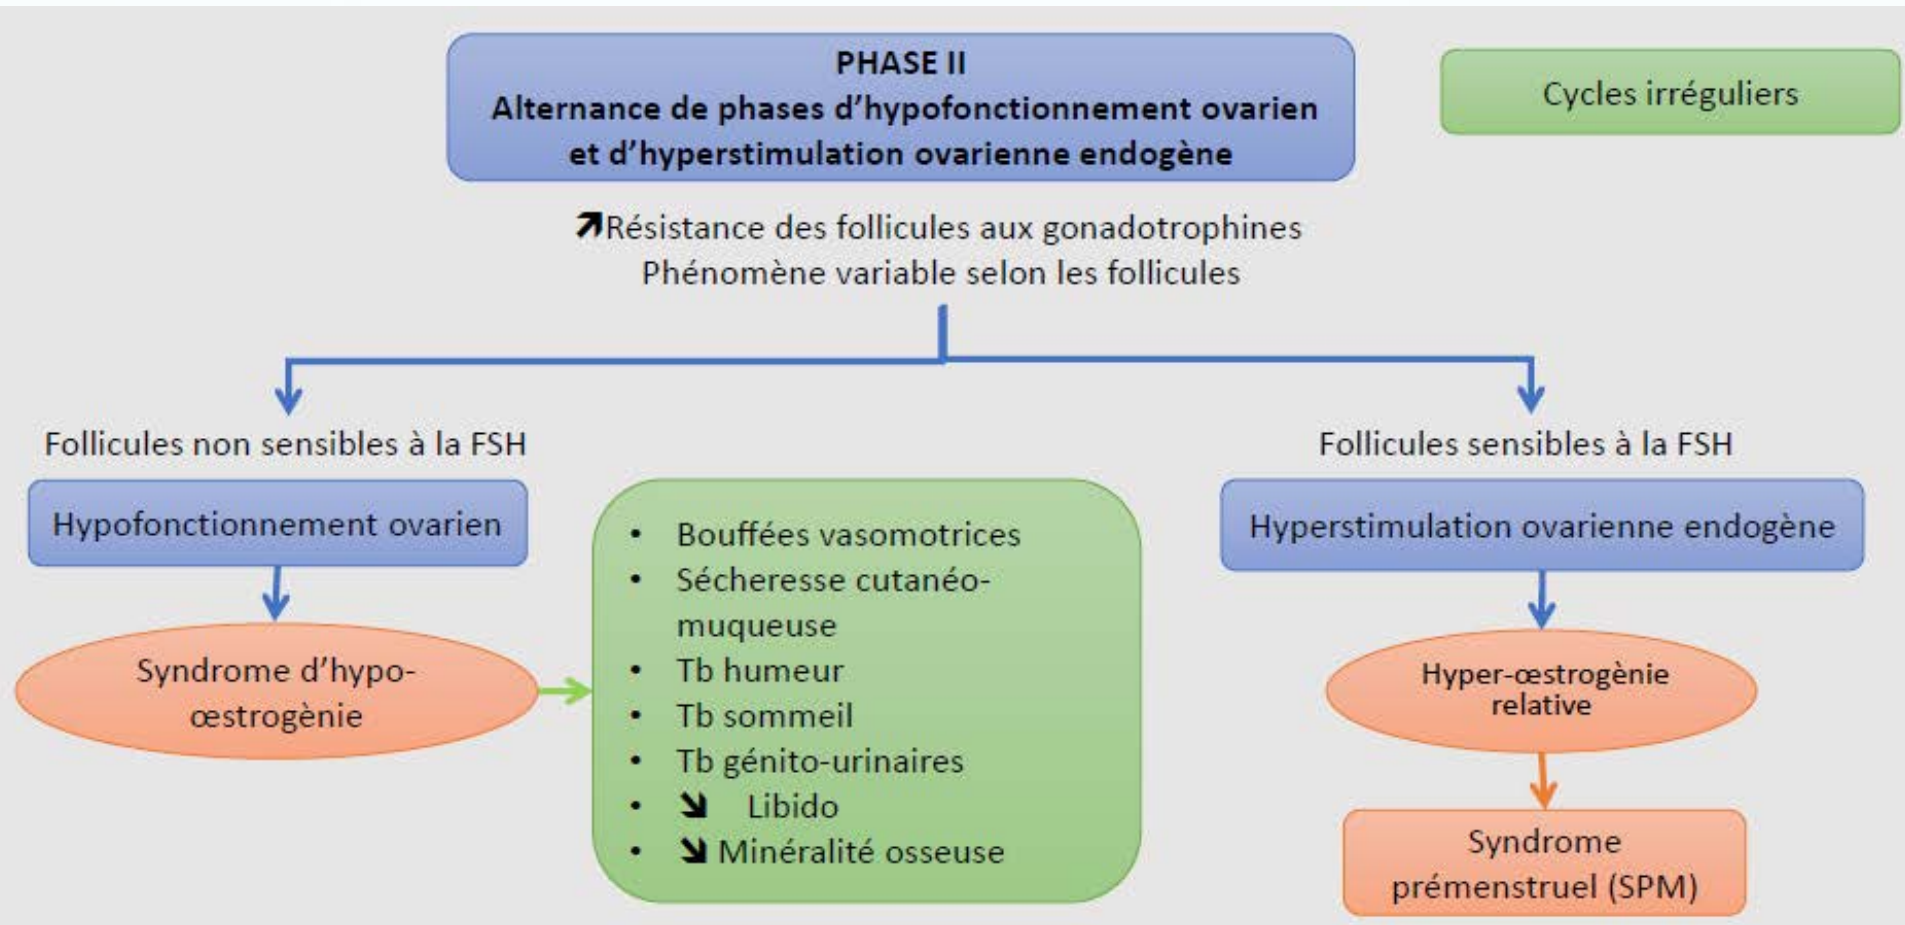 PHASE II
Alternance de phases d’hypofonctionnement ovarien
et d’hyperstimulation ovarienne endogène
Cycles irréguliers
↗Résistance des follicules aux gonadotrophines
Phénomène variable selon les follicules
Follicules non sensibles à la FSH
Hypofonctionnement ovarien
Syndrome d’hypo-
œstrogènie
• Bouffées vasomotrices
• Sécheresse cutanéo-
muqueuse
• Tb humeur
• Tb sommeil
• Tb génito-urinaires
• ↘ Libido
• ↘ Minéralité osseuse
Follicules sensibles à la FSH
Hyperstimulation ovarienne endogène
Hyper-œstrogènie
relative
Syndrome
prémenstruel (SPM)